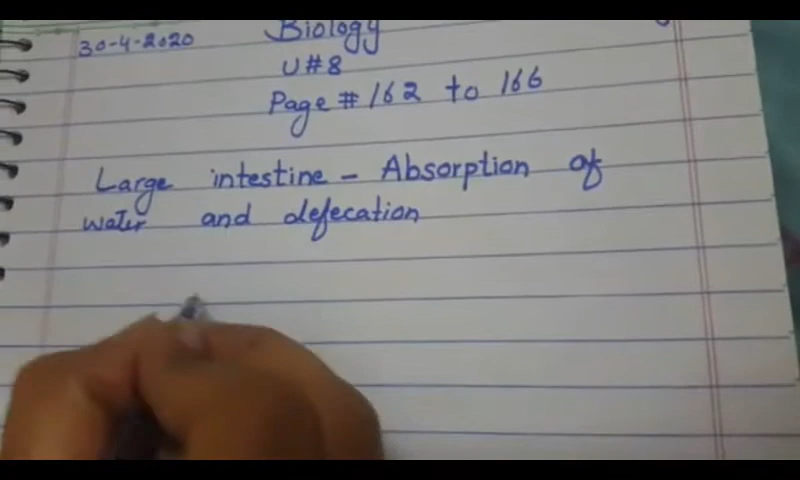 30-4-2020
Biology
U#8
Page # 162 to 166
Large intestine - Absorption of
water and defecation